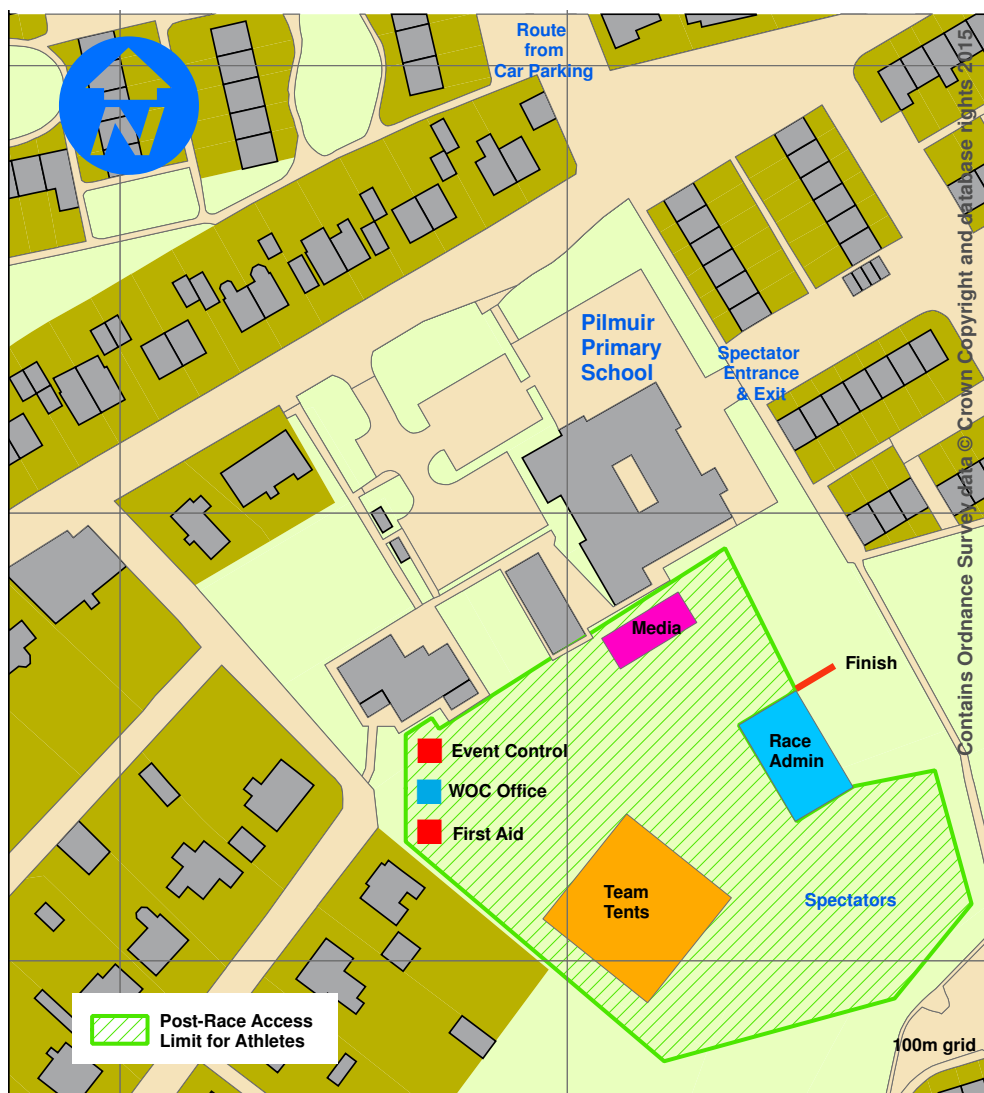 Route
from
Car Parking
N
Pilmuir
Primary
School
Spectator
Entrance
& Exit
Contains Ordnance Survey data © Crown Copyright and database rights 2015
Media
Finish
Race
Admin
Event Control
WOC Office
First Aid
Team
Tents
Spectators
Post-Race Access
Limit for Athletes
100m grid